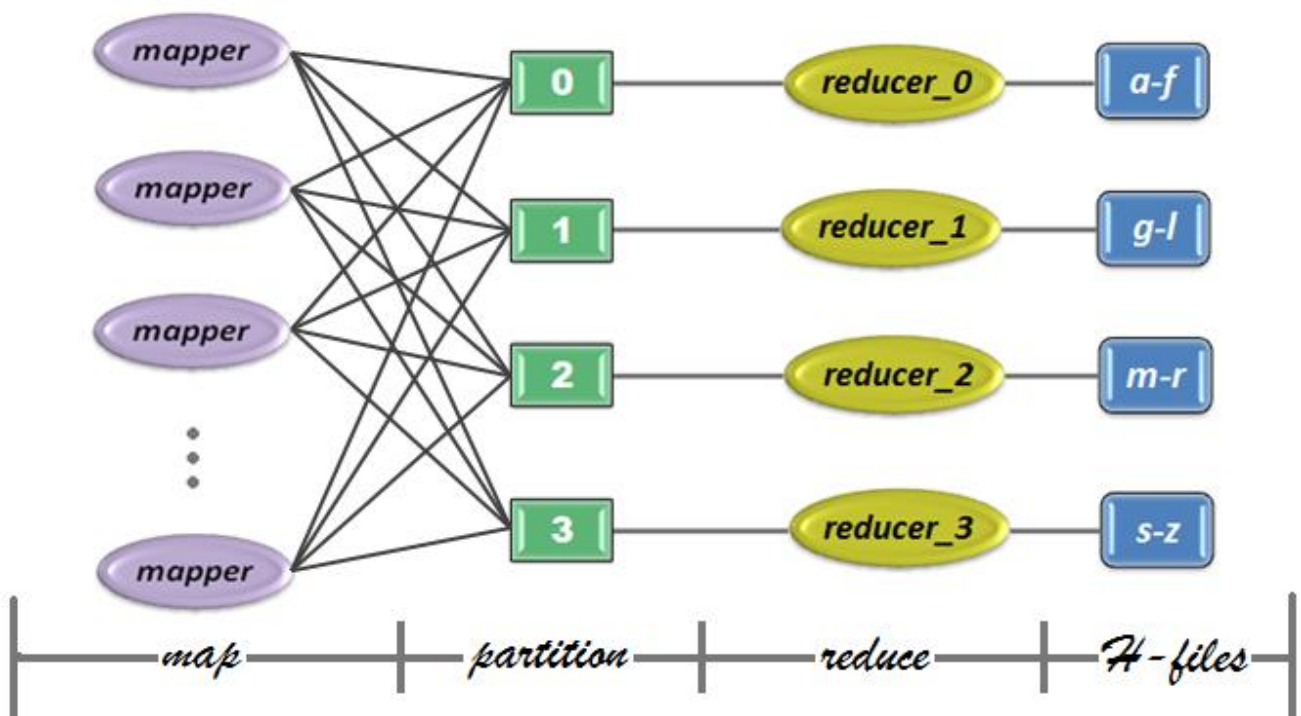 mapper 0 reducer_0 a-f
mapper 1 reducer_1 g-l
mapper 2 reducer_2 m-r
mapper 3 reducer_3 s-z
map partition reduce H-files